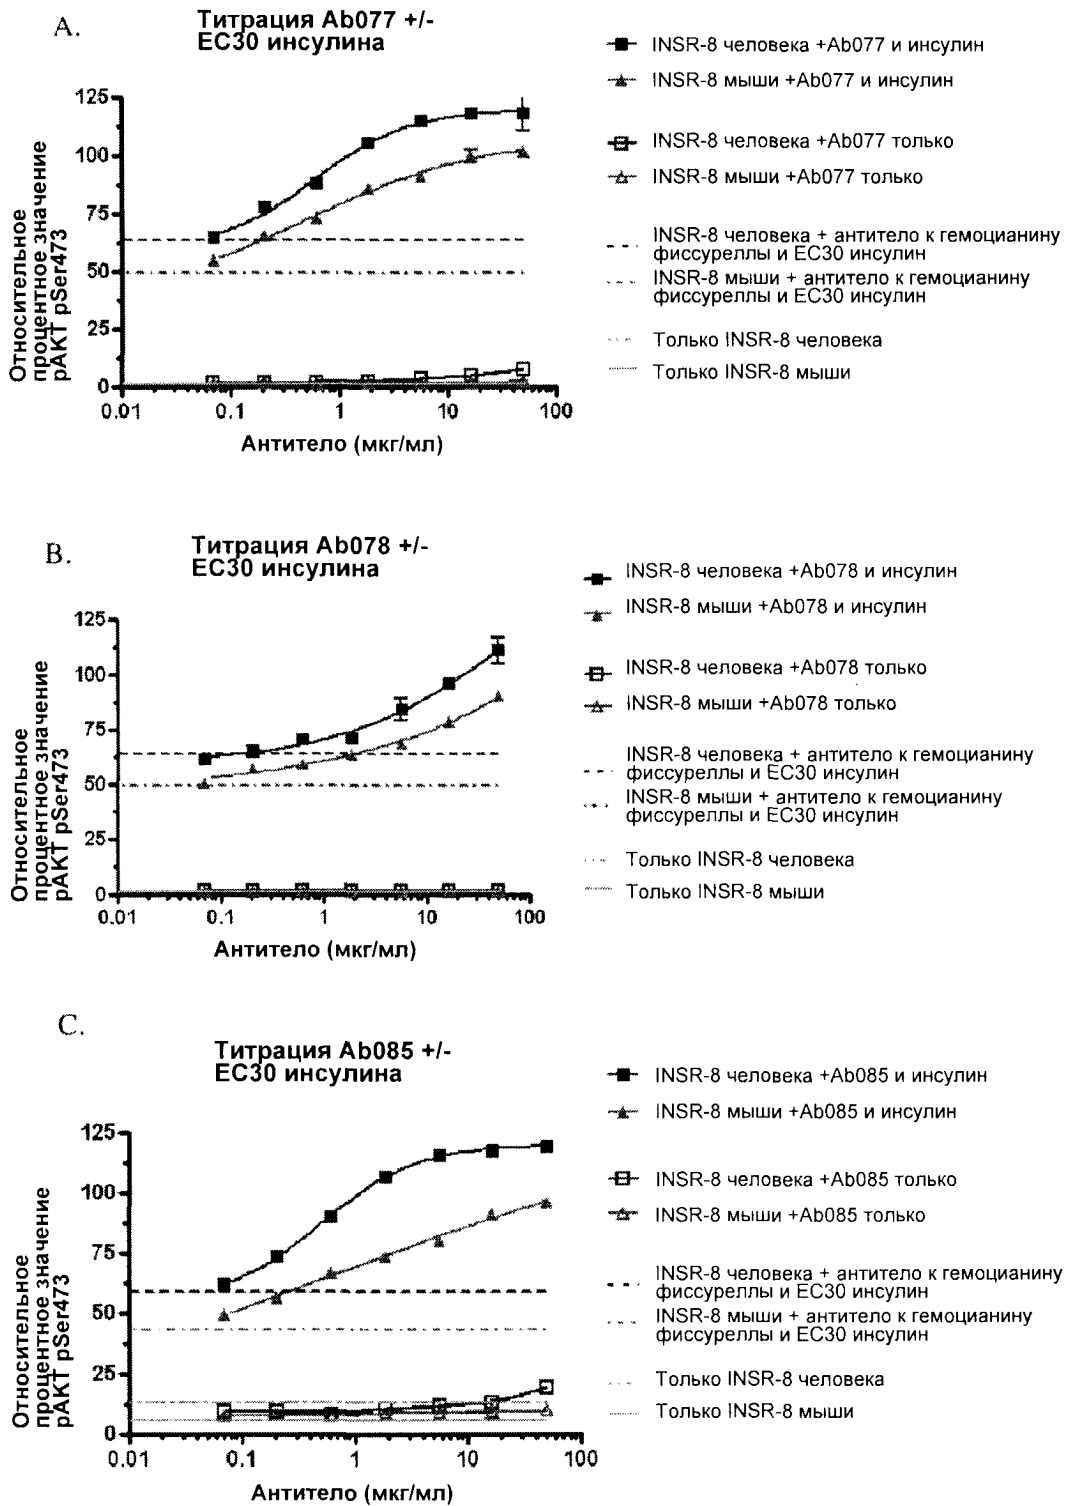 A.
Титрация Ab077 +/-
EC30 инсулина
INSR-8 человека +Ab077 и инсулин
INSR-8 мыши +Ab077 и инсулин
INSR-8 человека +Ab077 только
INSR-8 мыши +Ab077 только
INSR-8 человека + антитело к гемоцианину
фиссуреллы и EC30 инсулин
INSR-8 мыши + антитело к гемоцианину
фиссуреллы и EC30 инсулин
Только INSR-8 человека
Только INSR-8 мыши
Относительное
процентное значение
pAKT pSer473
125
100
75
50
25
0
0.01 0.1 1 10 100
Антитело (мкг/мл)
B.
Титрация Ab078 +/-
EC30 инсулина
INSR-8 человека +Ab078 и инсулин
INSR-8 мыши +Ab078 и инсулин
INSR-8 человека +Ab078 только
INSR-8 мыши +Ab078 только
INSR-8 человека + антитело к гемоцианину
фиссуреллы и EC30 инсулин
INSR-8 мыши + антитело к гемоцианину
фиссуреллы и EC30 инсулин
Только INSR-8 человека
Только INSR-8 мыши
Относительное
процентное значение
pAKT pSer473
125
100
75
50
25
0
0.01 0.1 1 10 100
Антитело (мкг/мл)
C.
Титрация Ab085 +/-
EC30 инсулина
INSR-8 человека +Ab085 и инсулин
INSR-8 мыши +Ab085 и инсулин
INSR-8 человека +Ab085 только
INSR-8 мыши +Ab085 только
INSR-8 человека + антитело к гемоцианину
фиссуреллы и EC30 инсулин
INSR-8 мыши + антитело к гемоцианину
фиссуреллы и EC30 инсулин
Только INSR-8 человека
Только INSR-8 мыши
Относительное
процентное значение
pAKT pSer473
125
100
75
50
25
0
0.01 0.1 1 10 100
Антитело (мкг/мл)